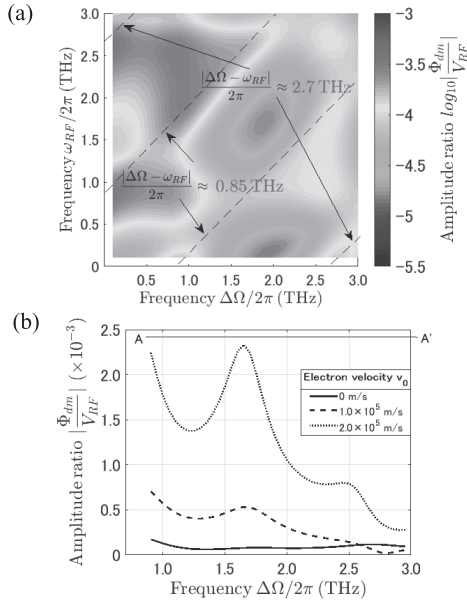 (a)
3.0
2.5
2.0
1.5
1.0
0.5
0
Frequency ω_RF/2π (THz)
|ΔΩ − ω_RF|/2π ≈ 2.7 THz
|ΔΩ − ω_RF|/2π ≈ 0.85 THz
0.5 1.0 1.5 2.0 2.5 3.0
Frequency ΔΩ/2π (THz)
−3
−3.5
−4
−4.5
−5
−5.5
Amplitude ratio log10|Φ_dm/V_RF|
(b)
A A'
2.5
2.0
1.5
1.0
0.5
0
Amplitude ratio |Φ_dm/V_RF| (×10⁻³)
Electron velocity v₀
0 m/s
1.0×10⁵ m/s
2.0×10⁵ m/s
1.0 1.5 2.0 2.5 3.0
Frequency ΔΩ/2π (THz)